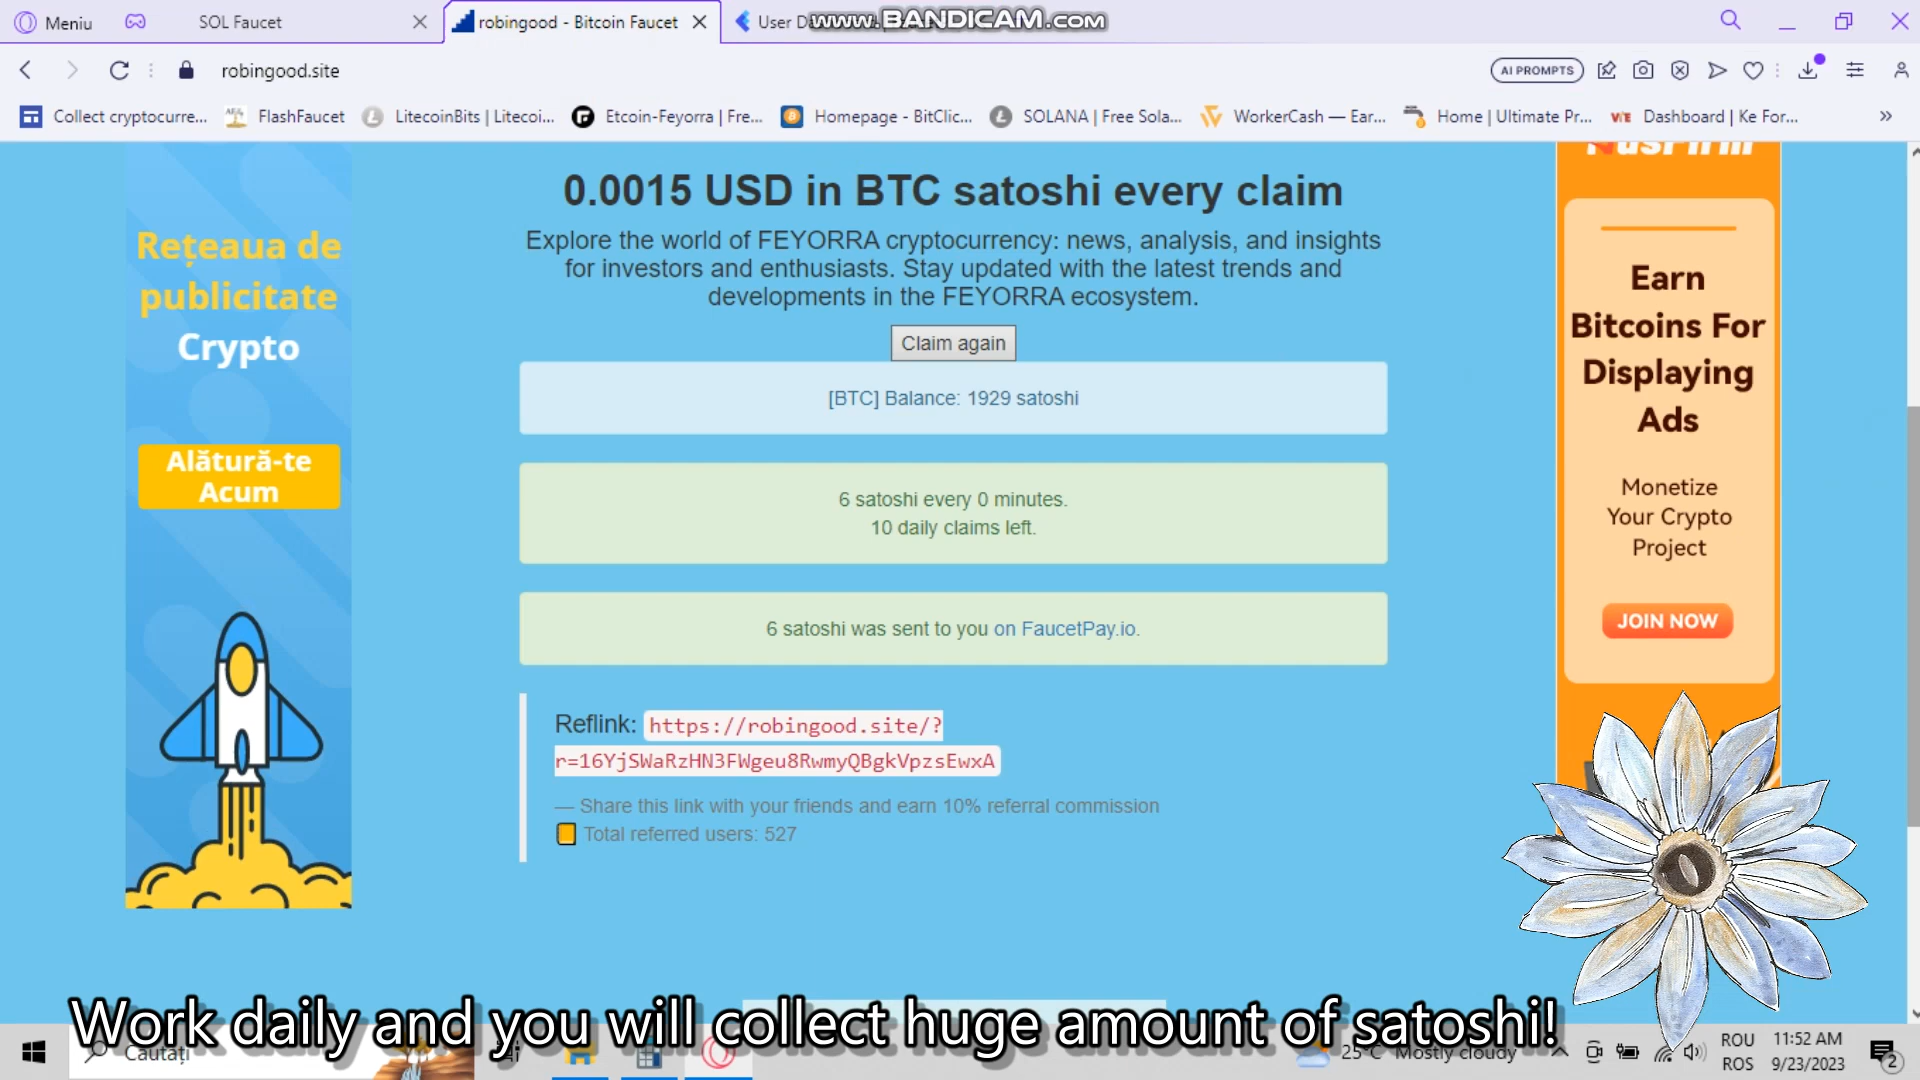 Meniu
SOL Faucet
robingood - Bitcoin Faucet
User D
www.BANDICAM.com
robingood.site
AI PROMPTS
Collect cryptocurre...
FlashFaucet
LitecoinBits | Litecoi...
Etcoin-Feyorra | Fre...
Homepage - BitClic...
SOLANA | Free Sola...
WorkerCash — Ear...
Home | Ultimate Pr...
Dashboard | Ke For...
Rețeaua de
publicitate
Crypto
Alătură-te
Acum
0.0015 USD in BTC satoshi every claim
Explore the world of FEYORRA cryptocurrency: news, analysis, and insights
for investors and enthusiasts. Stay updated with the latest trends and
developments in the FEYORRA ecosystem.
Claim again
[BTC] Balance: 1929 satoshi
6 satoshi every 0 minutes.
10 daily claims left.
6 satoshi was sent to you on FaucetPay.io.
Reflink: https://robingood.site/?
r=16YjSWaRzHN3FWgeu8RwmyQBgkVpzsEwxA
— Share this link with your friends and earn 10% referral commission
Total referred users: 527
Earn
Bitcoins For
Displaying
Ads
Monetize
Your Crypto
Project
JOIN NOW
Work daily and you will collect huge amount of satoshi!
Căutați
25°C Mostly cloudy
ROU
ROS
11:52 AM
9/23/2023
2